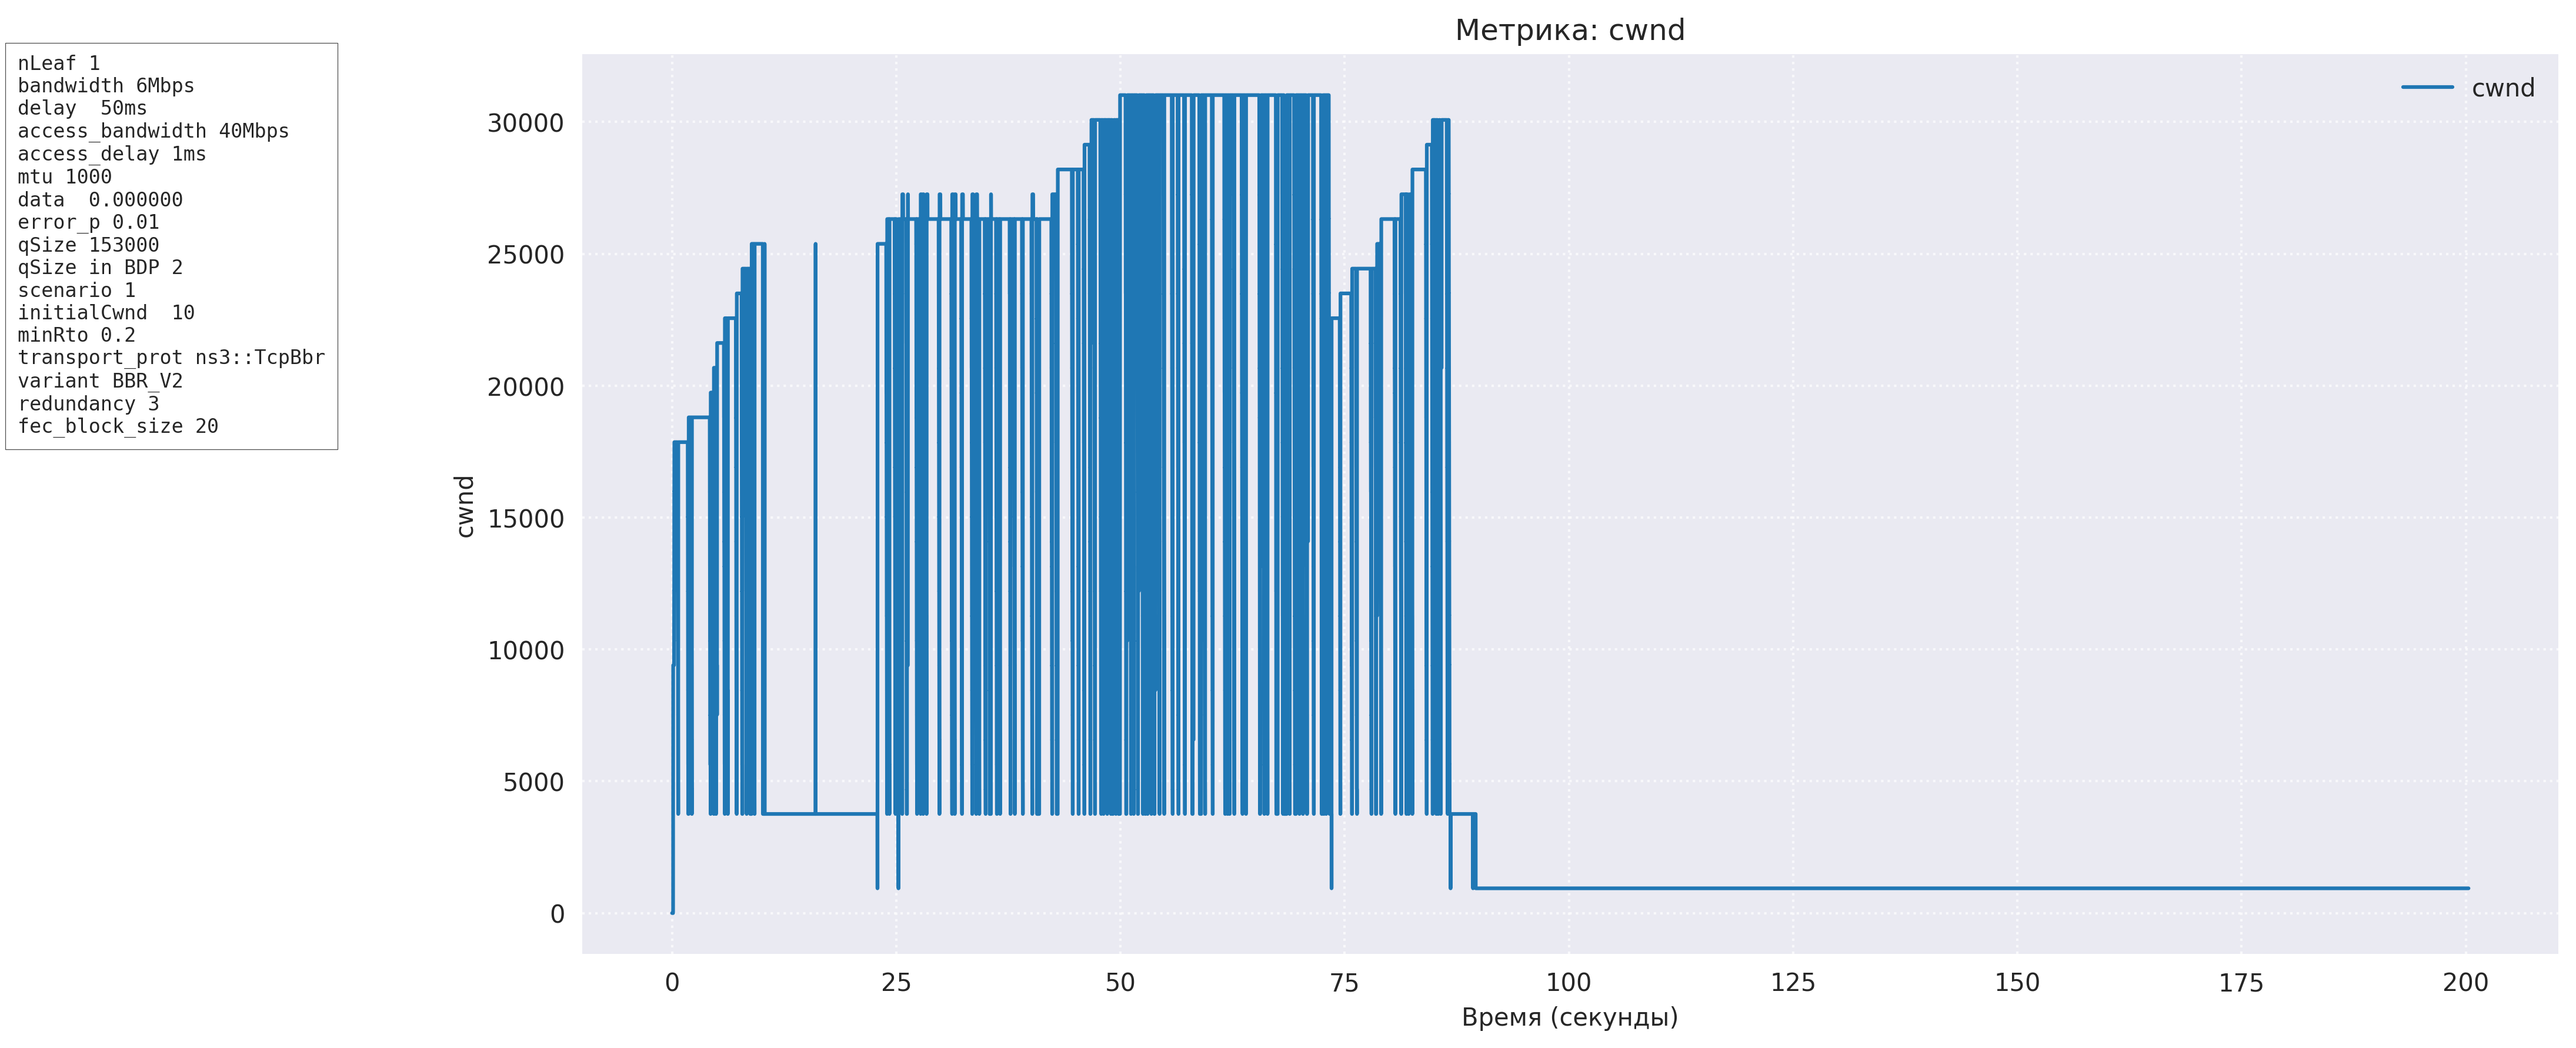 Метрика: cwnd
nLeaf 1
bandwidth 6Mbps
delay  50ms
access_bandwidth 40Mbps
access_delay 1ms
mtu 1000
data  0.000000
error_p 0.01
qSize 153000
qSize in BDP 2
scenario 1
initialCwnd  10
minRto 0.2
transport_prot ns3::TcpBbr
variant BBR_V2
redundancy 3
fec_block_size 20
cwnd
30000
25000
20000
15000
10000
5000
0
cwnd
0 25 50 75 100 125 150 175 200
Время (секунды)